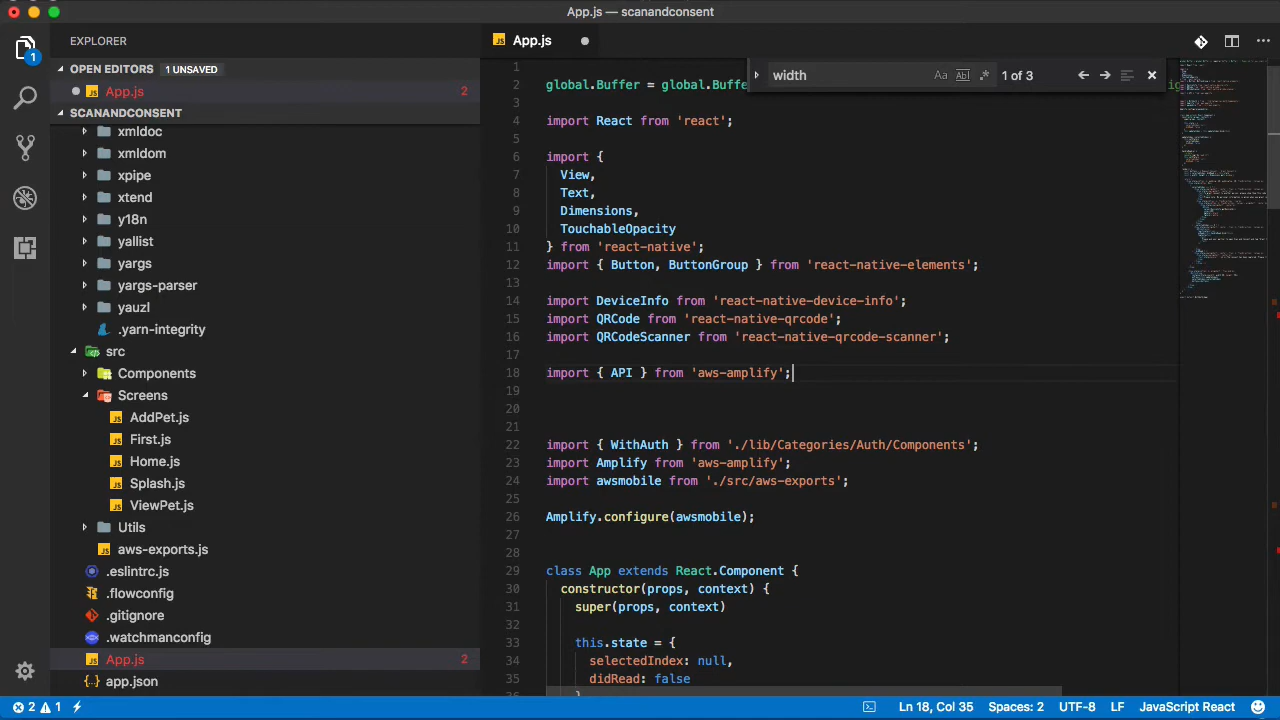 App.js — scanandconsent
EXPLORER
1
OPEN EDITORS 1 UNSAVED
App.js 2
SCANANDCONSENT
xmldoc
xmldom
xpipe
xtend
y18n
yallist
yargs
yargs-parser
yauzl
.yarn-integrity
src
Components
Screens
AddPet.js
First.js
Home.js
Splash.js
ViewPet.js
Utils
aws-exports.js
.eslintrc.js
.flowconfig
.gitignore
.watchmanconfig
App.js 2
app.json
App.js
width Aa Abl .* 1 of 3
1
2 global.Buffer = global.Buffe
3
4 import React from 'react';
5
6 import {
7 View,
8 Text,
9 Dimensions,
10 TouchableOpacity
11 } from 'react-native';
12 import { Button, ButtonGroup } from 'react-native-elements';
13
14 import DeviceInfo from 'react-native-device-info';
15 import QRCode from 'react-native-qrcode';
16 import QRCodeScanner from 'react-native-qrcode-scanner';
17
18 import { API } from 'aws-amplify';
19
20
21
22 import { WithAuth } from './lib/Categories/Auth/Components';
23 import Amplify from 'aws-amplify';
24 import awsmobile from './src/aws-exports';
25
26 Amplify.configure(awsmobile);
27
28
29 class App extends React.Component {
30 constructor(props, context) {
31 super(props, context)
32
33 this.state = {
34 selectedIndex: null,
35 didRead: false
2 1 Ln 18, Col 35 Spaces: 2 UTF-8 LF JavaScript React